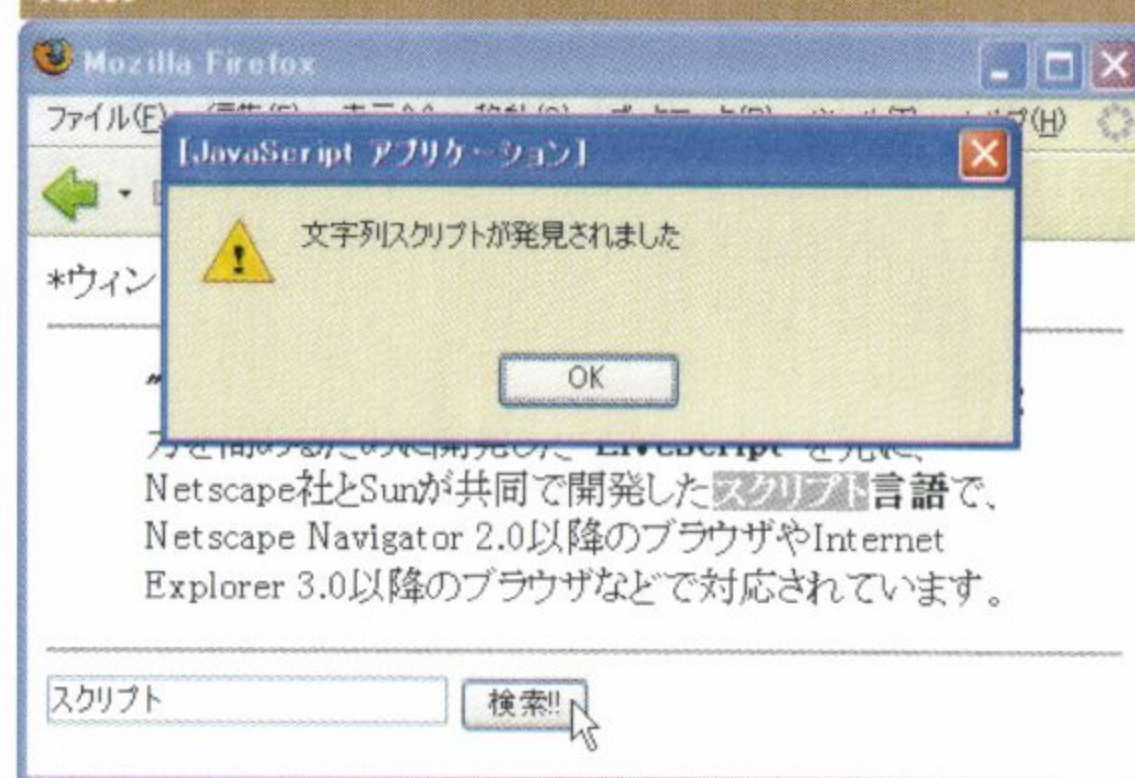 Mozilla Firefox
ファイル(F)
[JavaScript アプリケーション]
文字列スクリプトが発見されました
*ウィン
OK
"LiveScript"
Netscape社とSunが共同で開発したスクリプト言語で、
Netscape Navigator 2.0以降のブラウザやInternet
Explorer 3.0以降のブラウザなどで対応されています。
スクリプト
検索!!